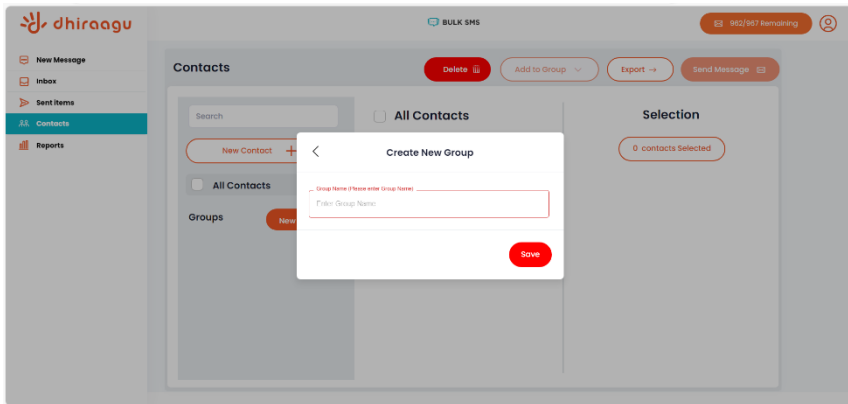 dhiraagu
BULK SMS
962/967 Remaining
New Message
Inbox
Sent items
Contacts
Reports
Contacts
Delete
Add to Group
Export →
Send Message
Search
New Contact +
All Contacts
Groups
New
All Contacts
Selection
0 contacts Selected
Create New Group
Group Name (Please enter Group Name)
Enter Group Name
Save